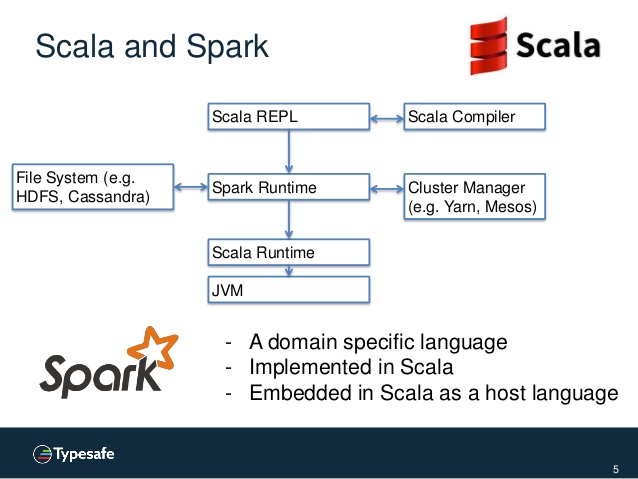 Scala and Spark
Scala
Scala REPL
Scala Compiler
File System (e.g.
HDFS, Cassandra)
Spark Runtime
Cluster Manager
(e.g. Yarn, Mesos)
Scala Runtime
JVM
Spark
- A domain specific language
- Implemented in Scala
- Embedded in Scala as a host language
Typesafe
5